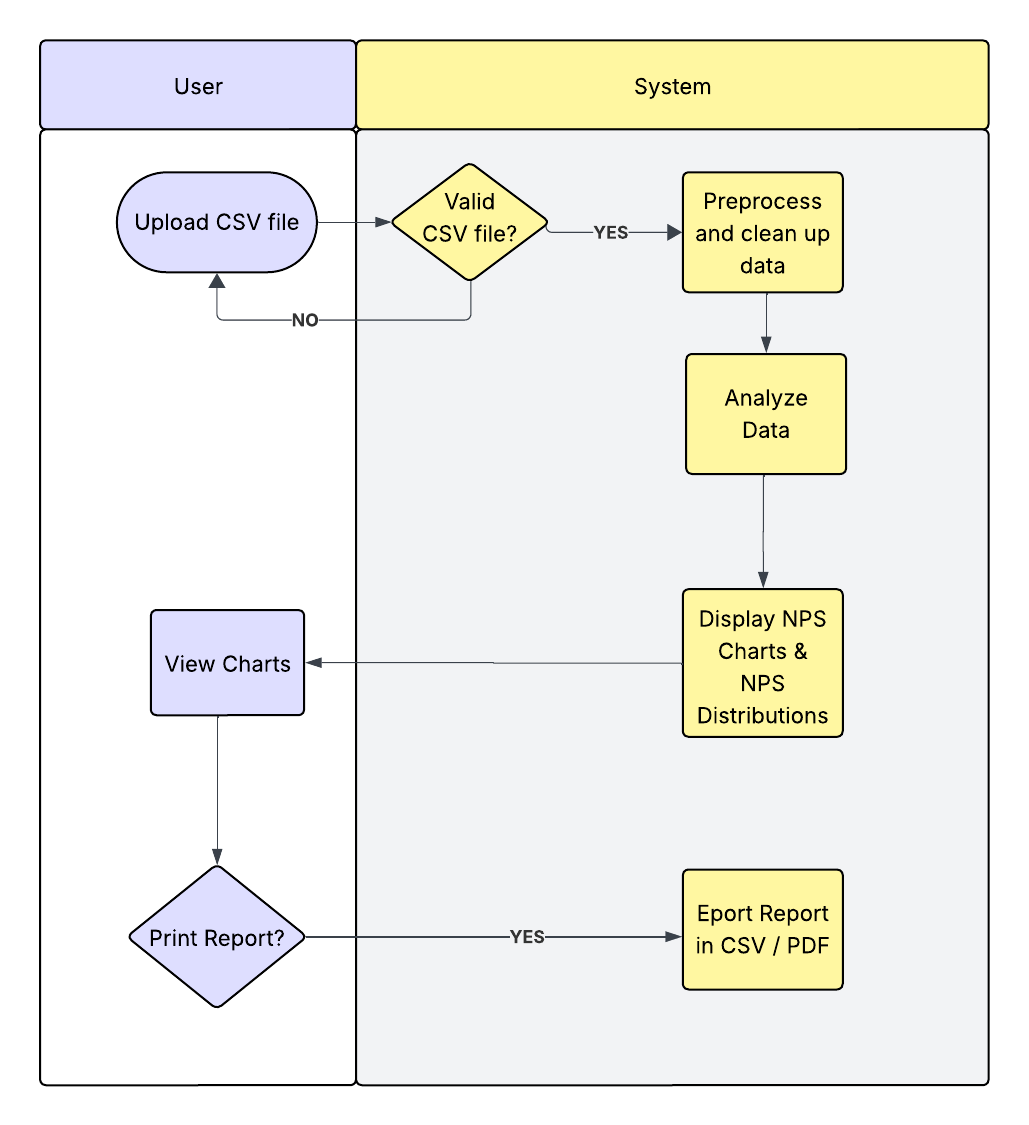 User
System
Upload CSV file
Valid
CSV file?
YES
Preprocess
and clean up
data
NO
Analyze
Data
Display NPS
Charts &
NPS
Distributions
View Charts
Print Report?
YES
Eport Report
in CSV / PDF